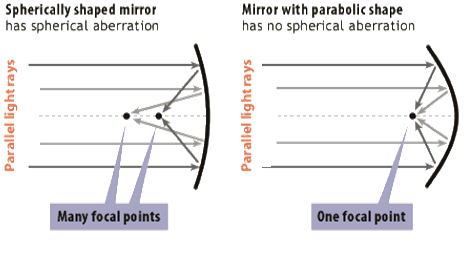 Spherically shaped mirror
has spherical aberration
Mirror with parabolic shape
has no spherical aberration
Parallel light rays
Parallel light rays
Many focal points
One focal point